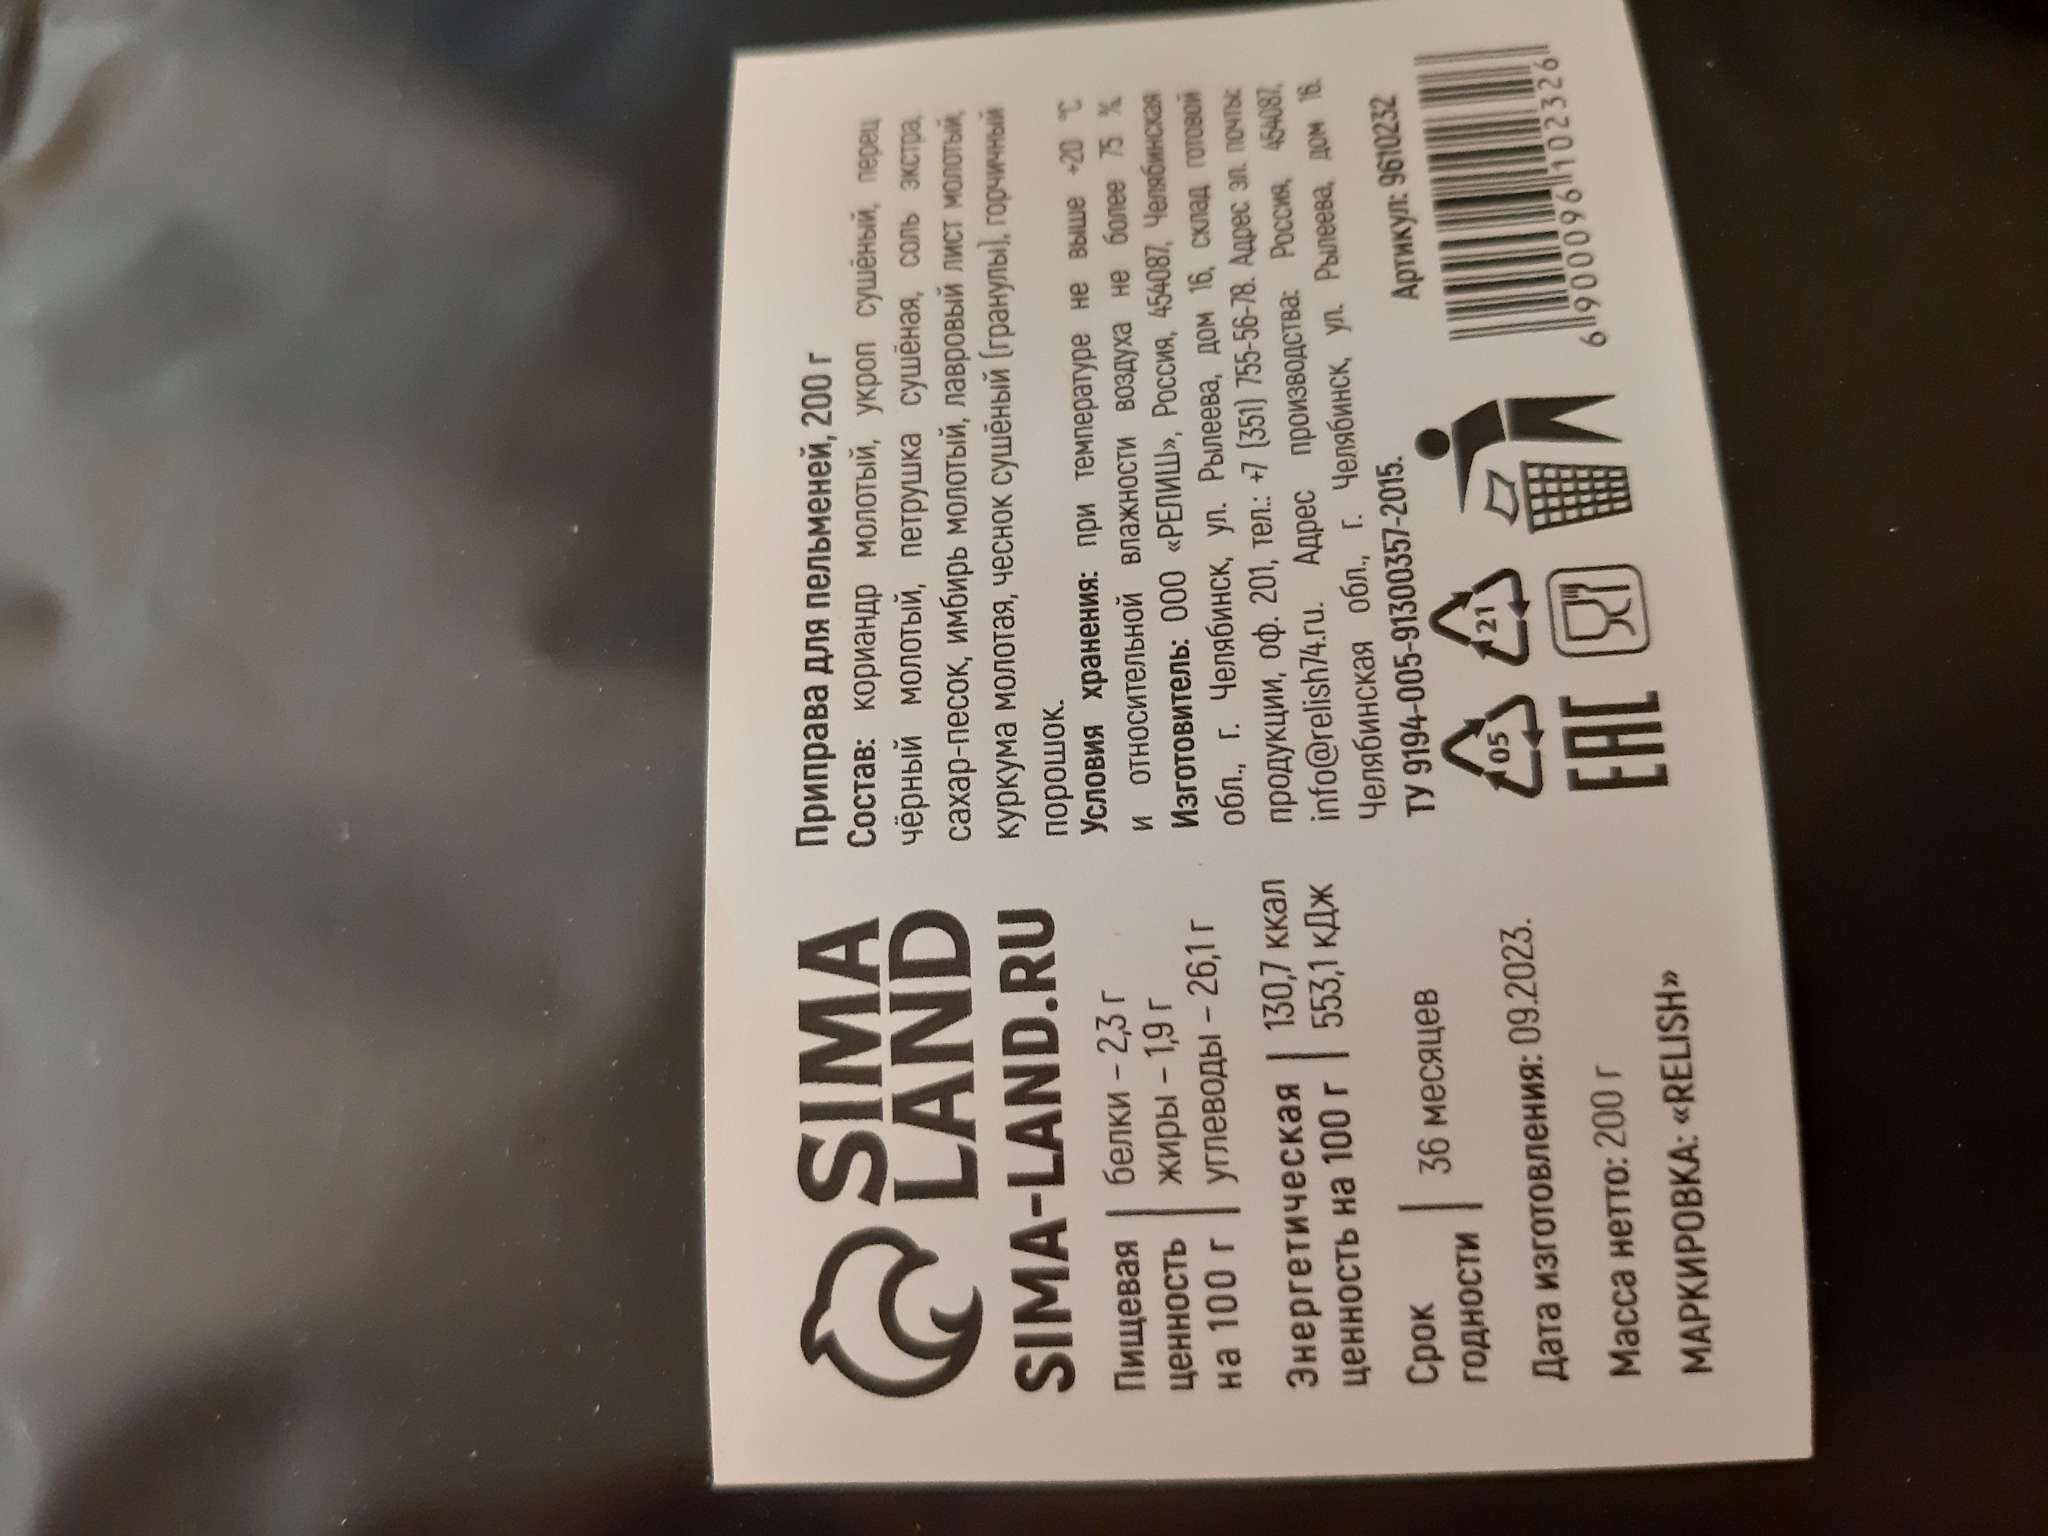 SIMA
LAND
SIMA-LAND.RU
Пищевая | белки – 2,3 г
ценность | жиры – 1,9 г
на 100 г | углеводы – 26,1 г
Энергетическая | 130,7 ккал
ценность на 100 г | 553,1 кДж
Срок | 36 месяцев
годности |
Дата изготовления: 09.2023.
Масса нетто: 200 г
МАРКИРОВКА: «RELISH»
Приправа для пельменей, 200 г
Состав: кориандр молотый, укроп сушёный, перец
чёрный молотый, петрушка сушёная, соль экстра,
сахар-песок, имбирь молотый, лавровый лист молотый,
куркума молотая, чеснок сушёный (гранулы), горчичный
порошок.
Условия хранения: при температуре не выше +20 °C
и относительной влажности воздуха не более 75 %.
Изготовитель: ООО «РЕЛИШ», Россия, 454087, Челябинская
обл., г. Челябинск, ул. Рылеева, дом 16, склад готовой
продукции, оф. 201, тел.: +7 (351) 755-56-78. Адрес эл. почты:
info@relish74.ru. Адрес производства: Россия, 454087,
Челябинская обл., г. Челябинск, ул. Рылеева, дом 16.
ТУ 9194-005-91300357-2015.
Артикул: 9610232
05
21
EAC
6900096102326